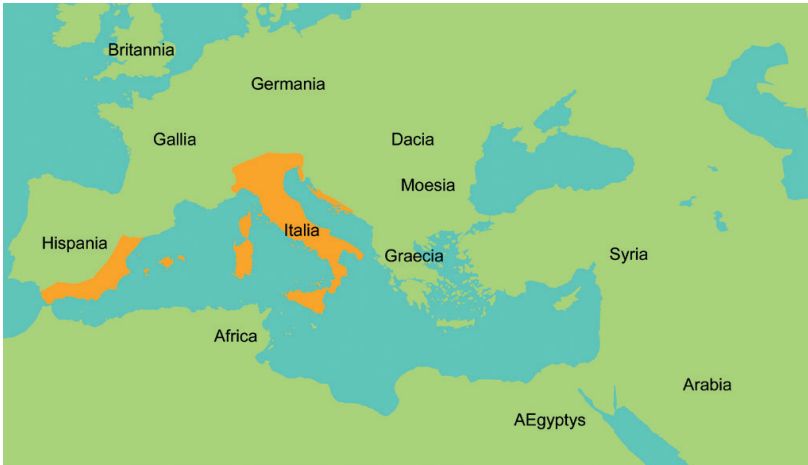 Britannia
Germania
Gallia
Dacia
Moesia
Italia
Hispania
Graecia
Syria
Africa
Arabia
AEgyptys